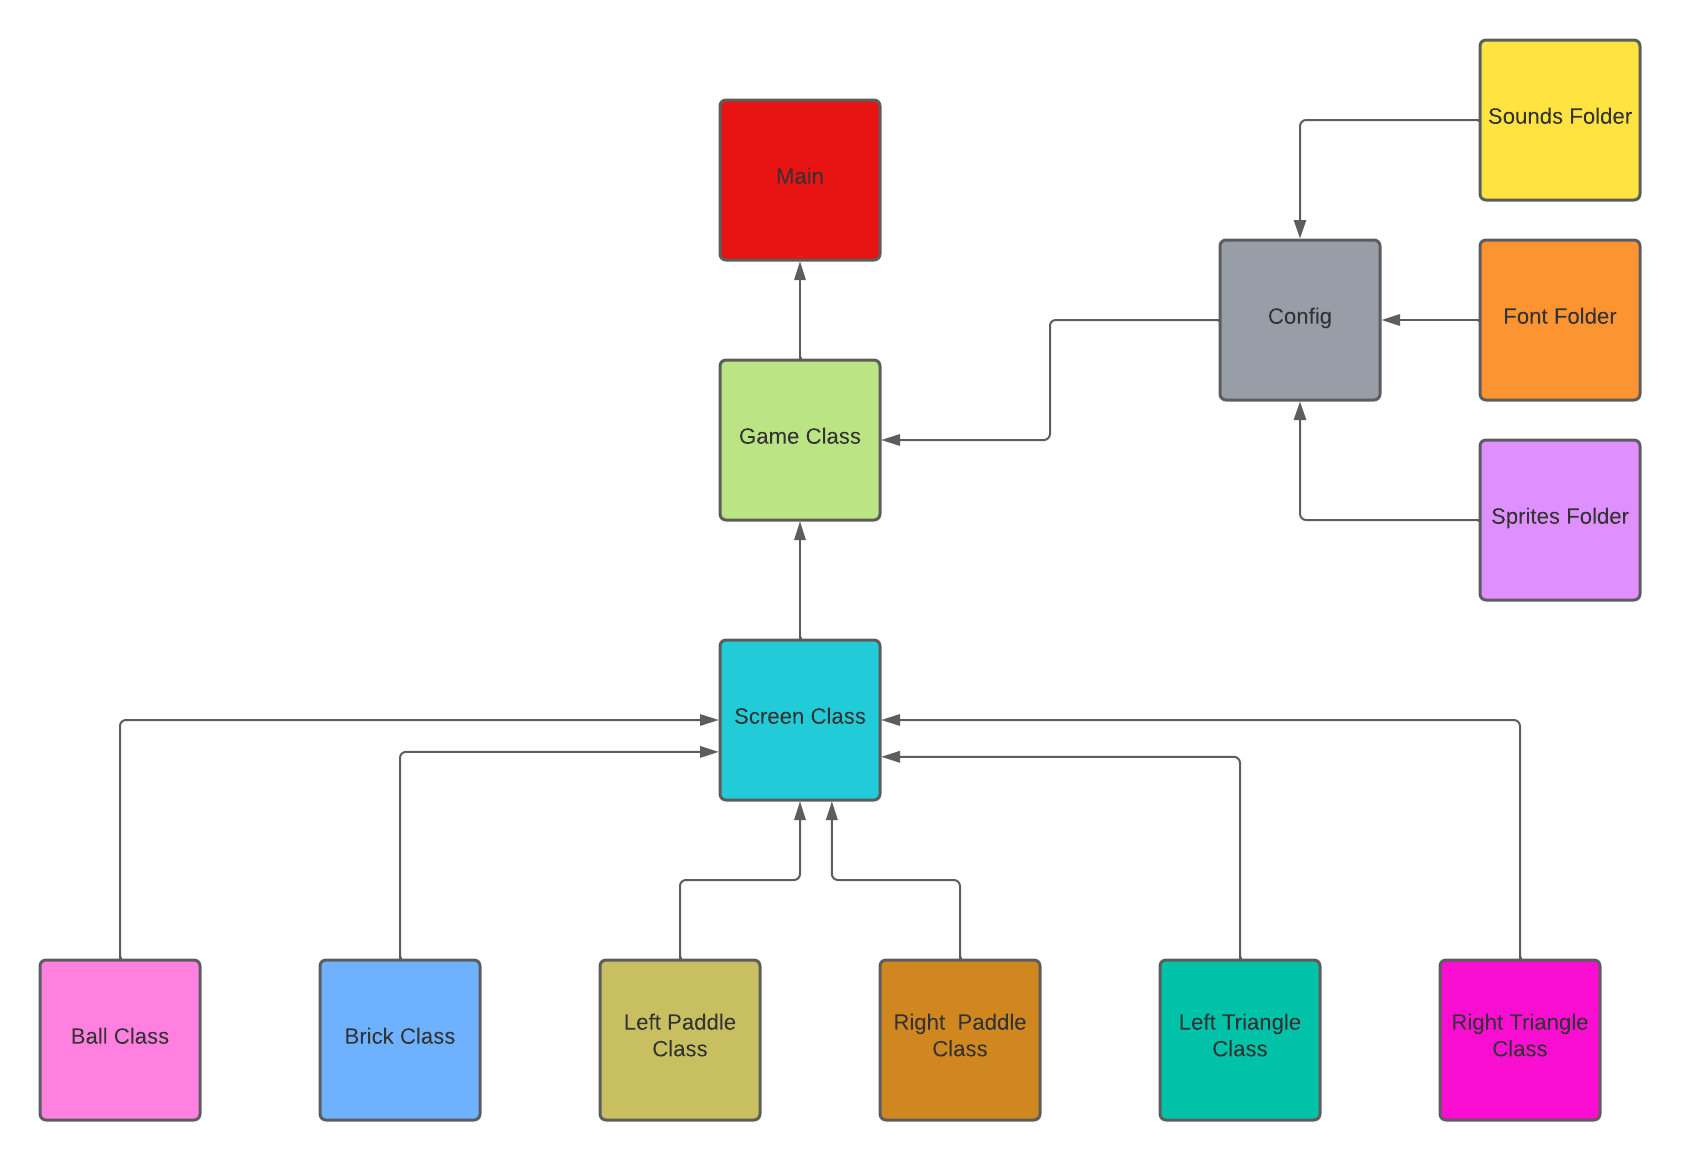 Sounds Folder
Main
Config
Font Folder
Game Class
Sprites Folder
Screen Class
Ball Class
Brick Class
Left Paddle
Class
Right  Paddle
Class
Left Triangle
Class
Right Triangle
Class